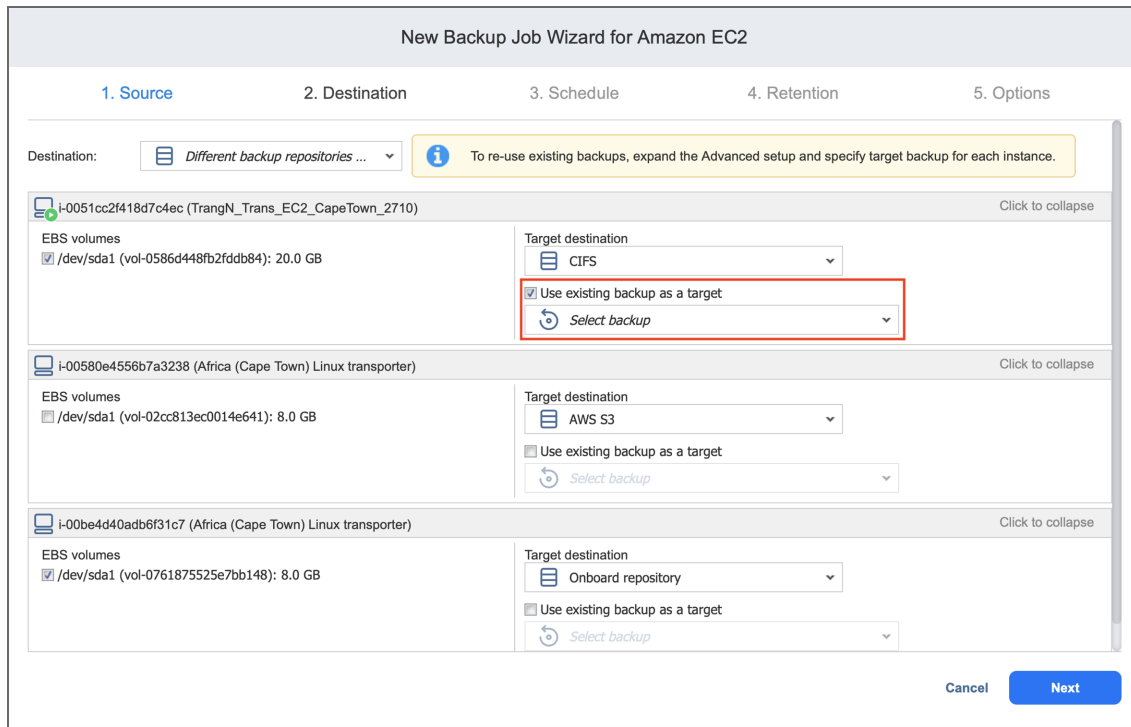 New Backup Job Wizard for Amazon EC2
1. Source 2. Destination 3. Schedule 4. Retention 5. Options
Destination: Different backup repositories ... To re-use existing backups, expand the Advanced setup and specify target backup for each instance.
i-0051cc2f418d7c4ec (TrangN_Trans_EC2_CapeTown_2710) Click to collapse
EBS volumes
/dev/sda1 (vol-0586d448fb2fddb84): 20.0 GB
Target destination
CIFS
Use existing backup as a target
Select backup
i-00580e4556b7a3238 (Africa (Cape Town) Linux transporter) Click to collapse
EBS volumes
/dev/sda1 (vol-02cc813ec0014e641): 8.0 GB
Target destination
AWS S3
Use existing backup as a target
Select backup
i-00be4d40adb6f31c7 (Africa (Cape Town) Linux transporter) Click to collapse
EBS volumes
/dev/sda1 (vol-0761875525e7bb148): 8.0 GB
Target destination
Onboard repository
Use existing backup as a target
Select backup
Cancel Next